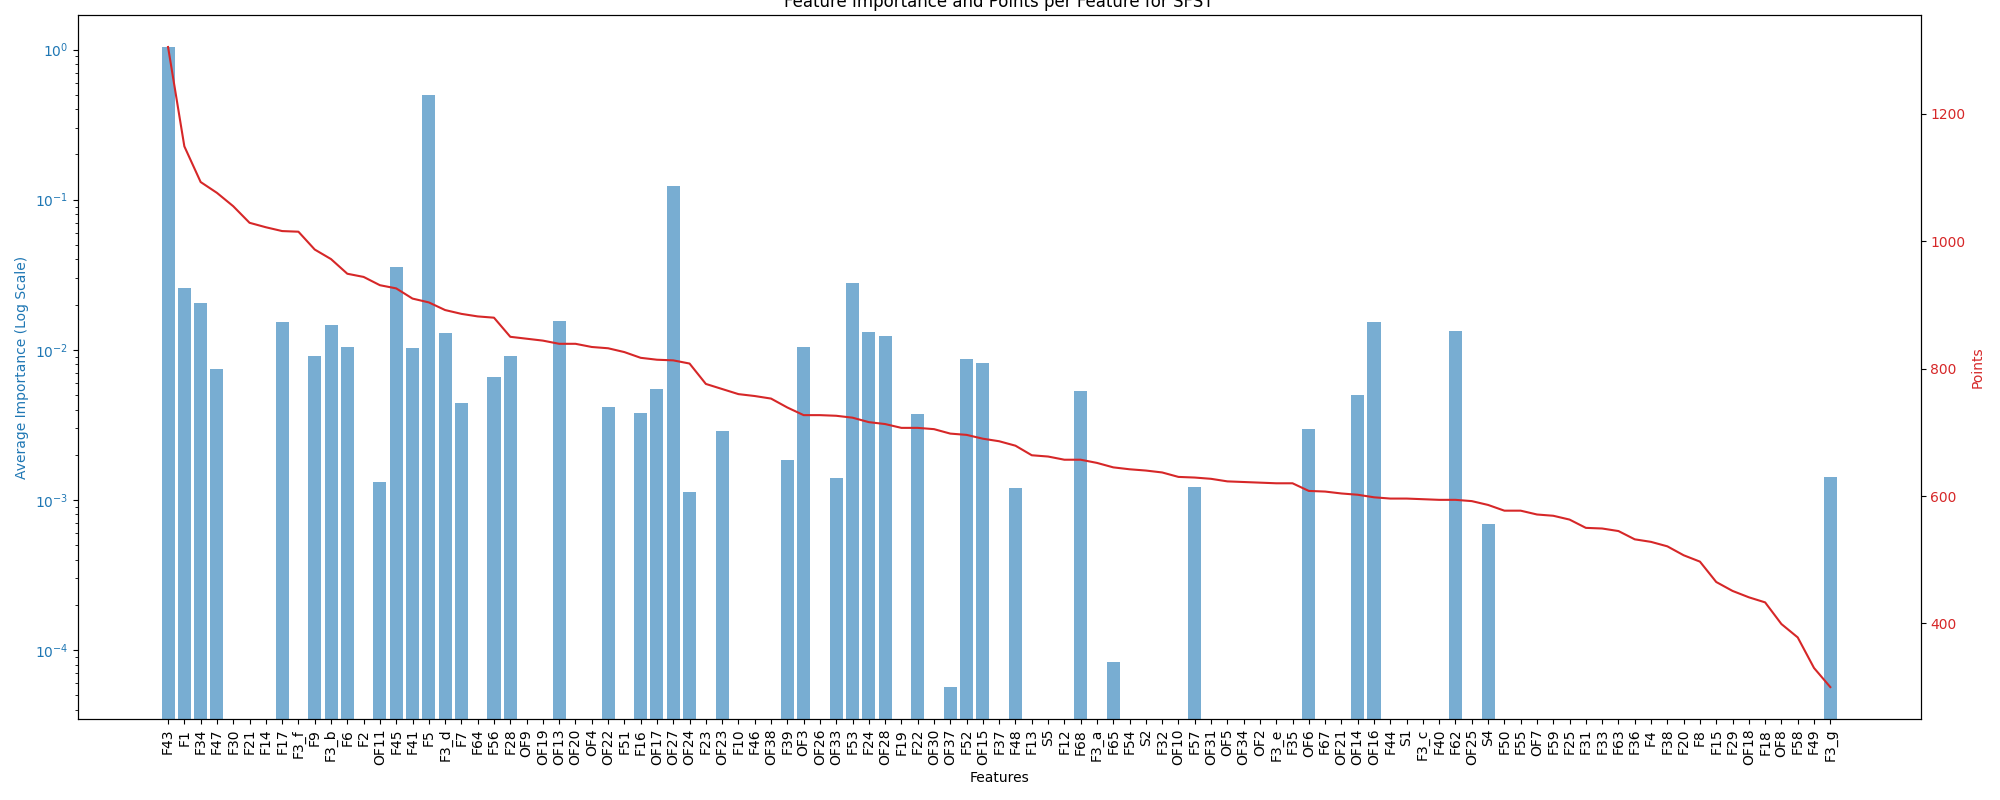 Feature Importance and Points per Feature for SFS1
10⁰
10⁻¹
10⁻²
10⁻³
10⁻⁴
Average Importance (Log Scale)
1200
1000
800
600
400
Points
F43 F1 F34 F47 F30 F21 F14 F17 F3_f F9 F3_b F6 F2 OF11 F45 F41 F5 F3_d F7 F64 F56 F28 OF9 OF19 OF13 OF20 OF4 OF22 F51 F16 OF17 OF27 OF24 F23 OF23 F10 F46 OF38 F39 OF3 OF26 OF33 F53 F24 OF28 F19 F22 OF30 OF37 F52 OF15 F37 F48 F13 S5 F12 F68 F3_a F65 F54 S2 F32 OF10 F57 OF31 OF5 OF34 OF2 F3_e F35 OF6 F67 OF21 OF14 OF16 F44 S1 F3_c F40 F62 OF25 S4 F50 F55 OF7 F59 F25 F31 F33 F63 F36 F4 F38 F20 F8 F15 F29 OF18 F18 OF8 F58 F49 F3_g
Features